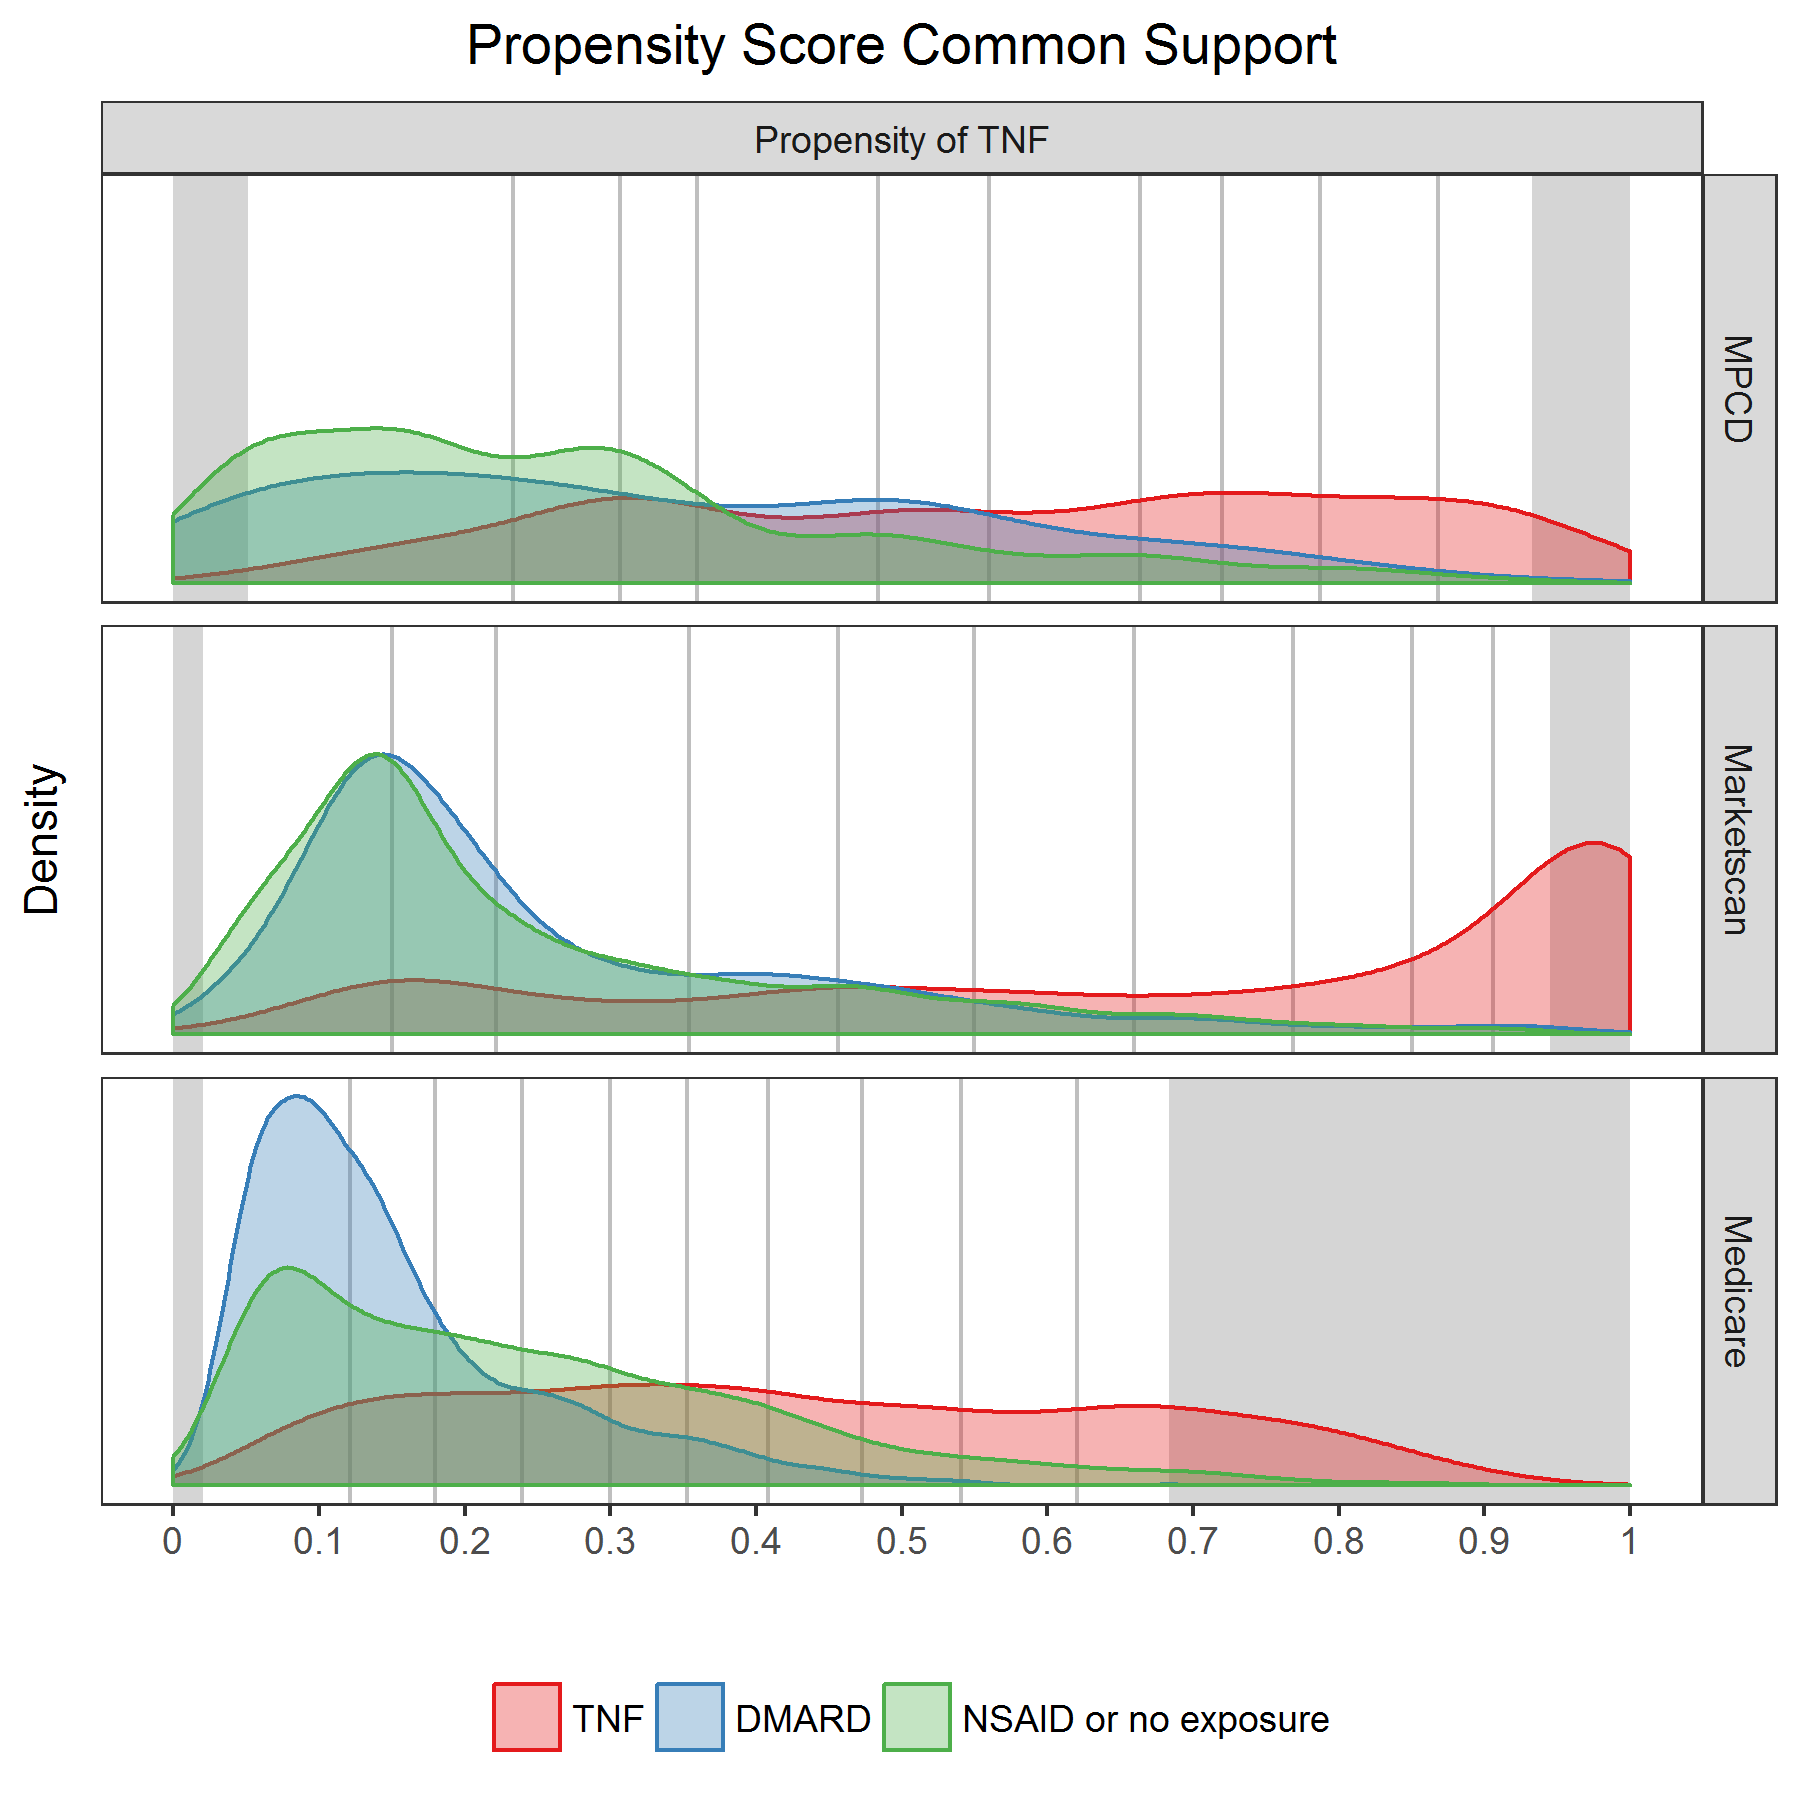 Propensity Score Common Support
Propensity of TNF
MPCD
Marketscan
Medicare
Density
0 0.1 0.2 0.3 0.4 0.5 0.6 0.7 0.8 0.9 1
TNF DMARD NSAID or no exposure